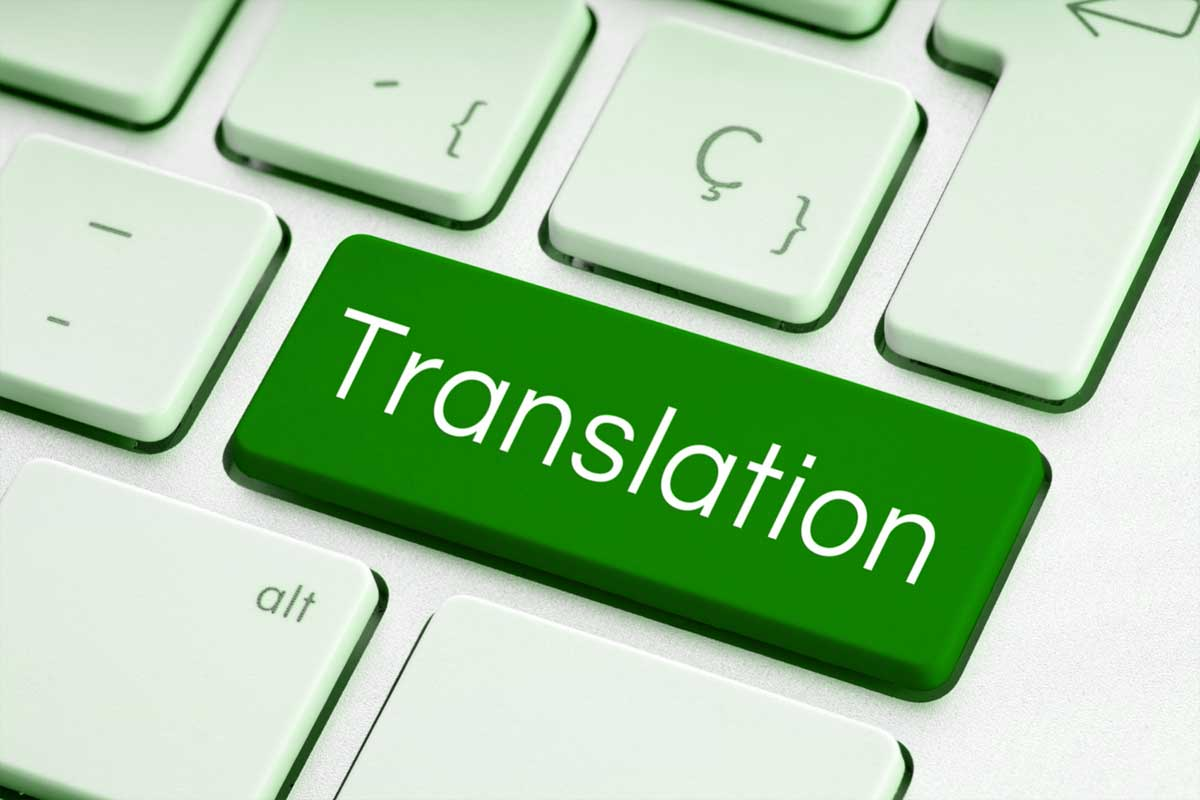 ´ {
Ç }
_
-
Translation
alt